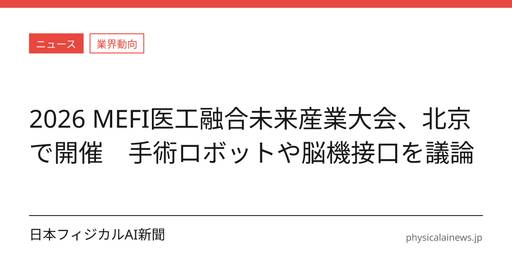 ニュース 業界動向
2026 MEFI医工融合未来産業大会、北京
で開催　手術ロボットや脳機接口を議論
日本フィジカルAI新聞
physicalainews.jp